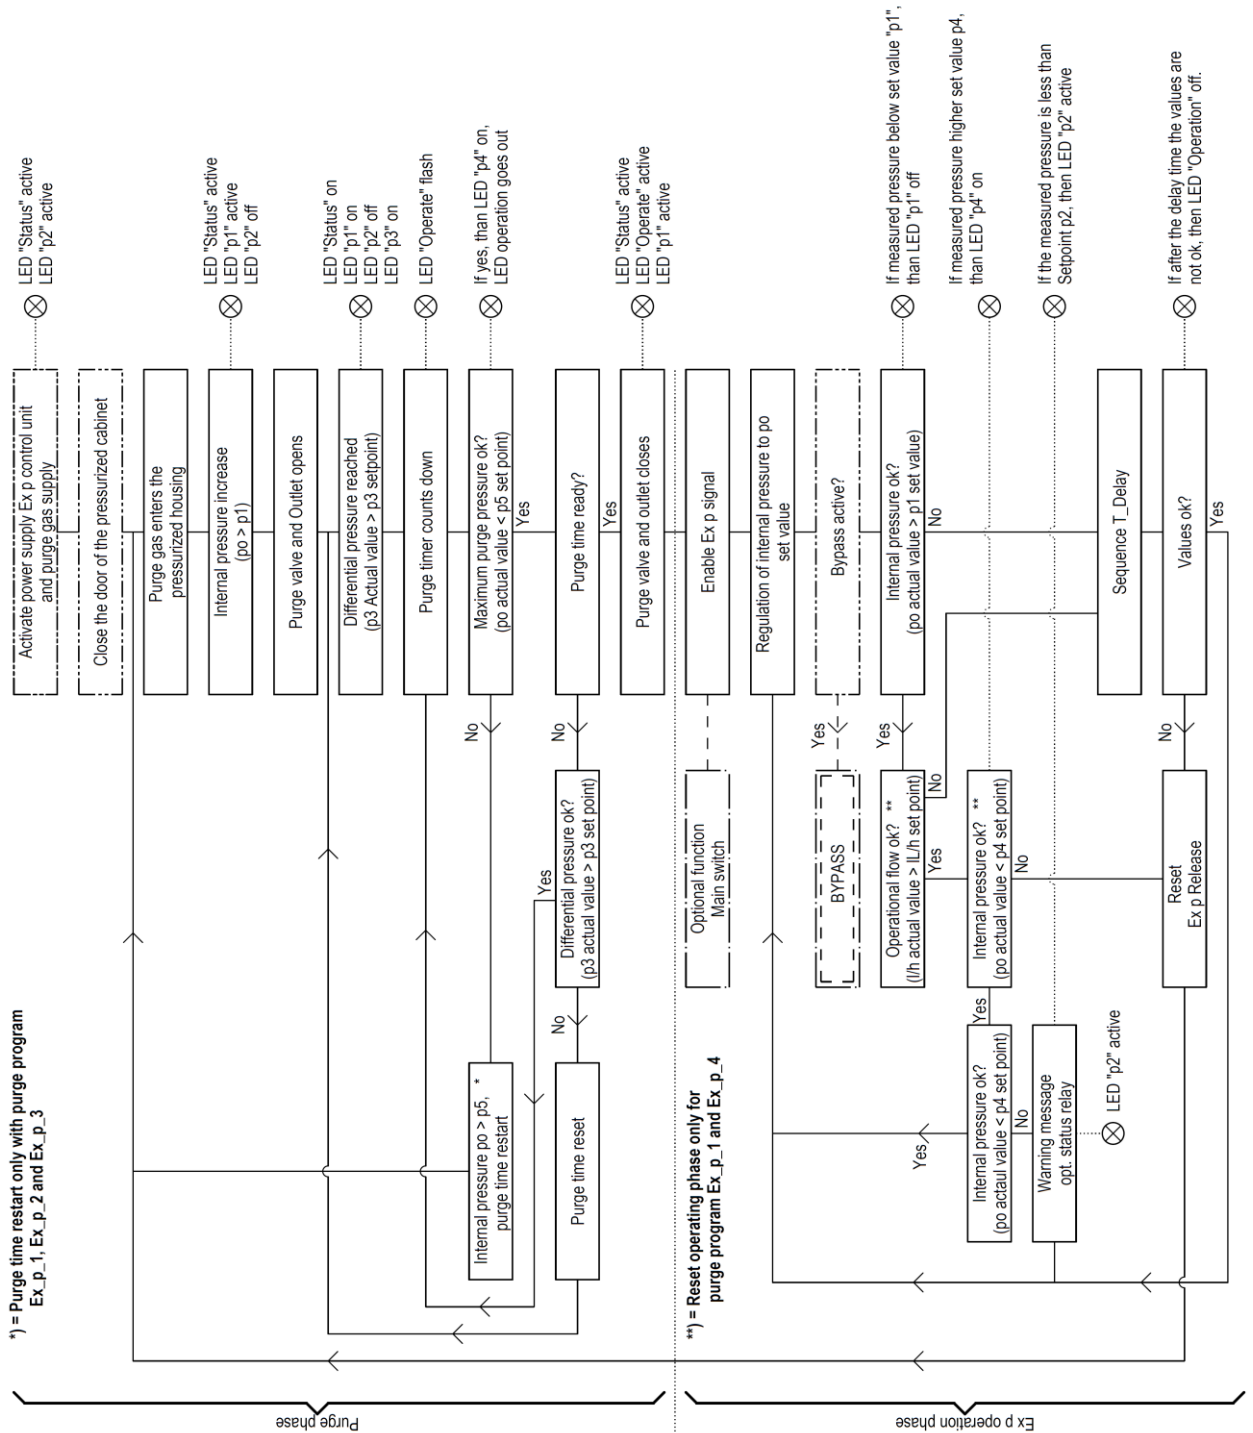 *) = Purge time restart only with purge program
Ex_p_1, Ex_p_2 and Ex_p_3
Purge phase
Activate power supply Ex p control unit
and purge gas supply
LED "Status" active
LED "p2" active
Close the door of the pressurized cabinet
Purge gas enters the
pressurized housing
Internal pressure increase
(po > p1)
LED "Status" active
LED "p1" active
LED "p2" off
Purge valve and Outlet opens
Differential pressure reached
(p3 Actual value > p3 setpoint)
LED "Status" on
LED "p1" on
LED "p2" off
LED "p3" on
Purge timer counts down
LED "Operate" flash
Maximum purge pressure ok?
(po actual value < p5 set point)
No
Yes
If yes, than LED "p4" on,
LED operation goes out
Internal pressure po > p5, *
purge time restart
Purge time ready?
No
Yes
Differential pressure ok?
(p3 actual value > p3 set point)
Yes
No
Purge time reset
Purge valve and outlet closes
LED "Status" active
LED "Operate" active
LED "p1" active
**) = Reset operating phase only for
purge program Ex_p_1 and Ex_p_4
Ex p operation phase
Enable Ex p signal
Optional function
Main switch
Regulation of internal pressure to po
set value
Bypass active?
Yes
BYPASS
Internal pressure ok?
(po actual value > p1 set value)
Yes
No
If measured pressure below set value "p1",
than LED "p1" off
Operational flow ok? **
(l/h actual value > lL/h set point)
No
Yes
Internal pressure ok? **
(po actual value < p4 set point)
Yes
No
If measured pressure higher set value p4,
than LED "p4" on
Internal pressure ok?
(po actaul value < p4 set point)
Yes
No
Warning message
opt. status relay
LED "p2" active
If the measured pressure is less than
Setpoint p2, then LED "p2" active
Sequence T_Delay
Values ok?
No
Yes
If after the delay time the values are
not ok, then LED "Operation" off.
Reset
Ex p Release